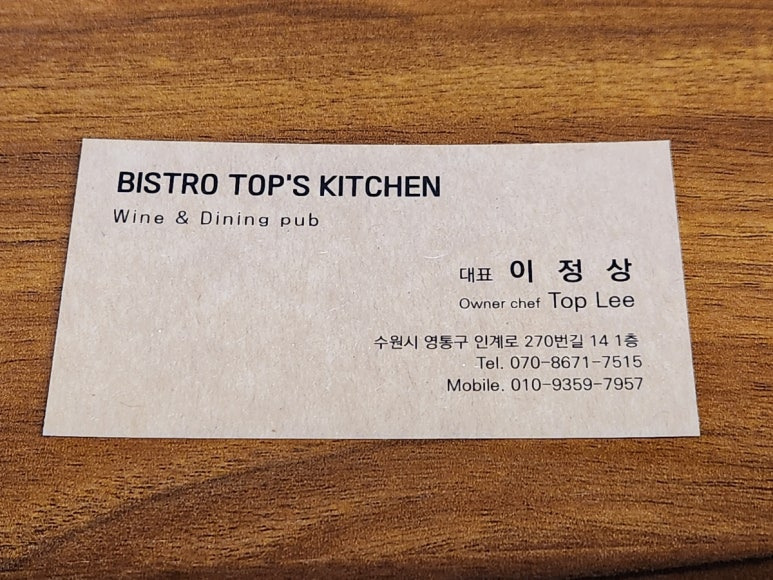 BISTRO TOP'S KITCHEN
Wine & Dining pub
대표 이 정 상
Owner chef Top Lee
수원시 영통구 인계로 270번길 14 1층
Tel. 070-8671-7515
Mobile. 010-9359-7957